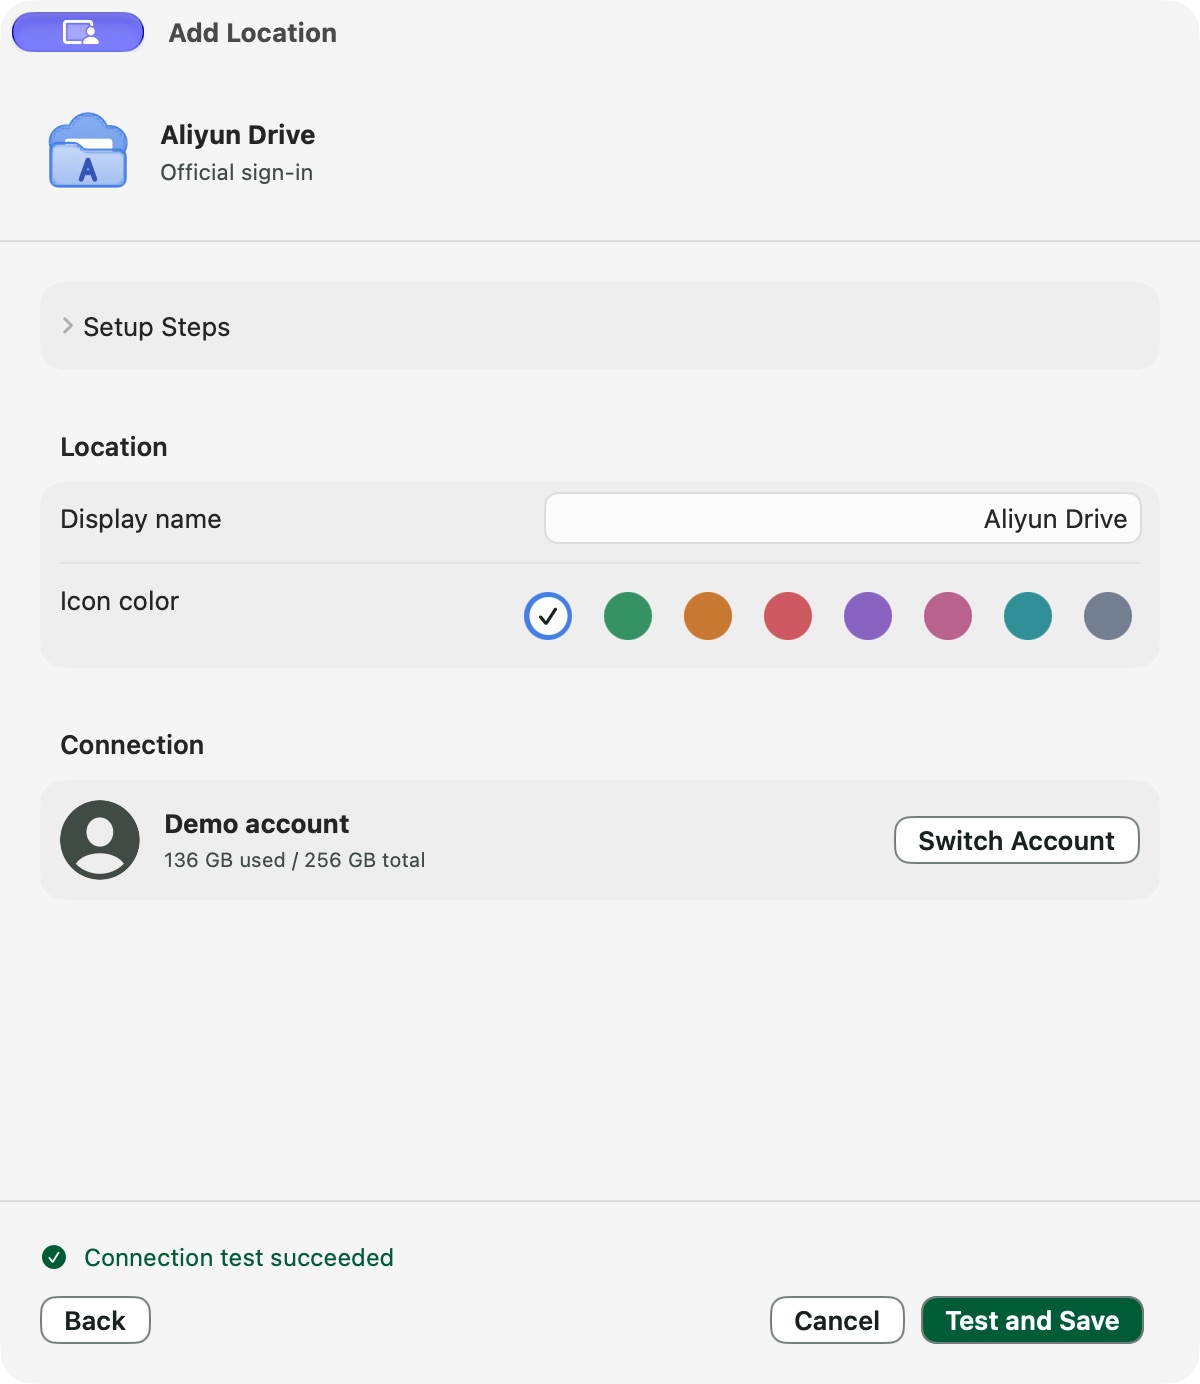 Add Location
Aliyun Drive
Official sign-in
A
Setup Steps
Location
Display name
Aliyun Drive
Icon color
Connection
Demo account
136 GB used / 256 GB total
Switch Account
Connection test succeeded
Back
Cancel
Test and Save